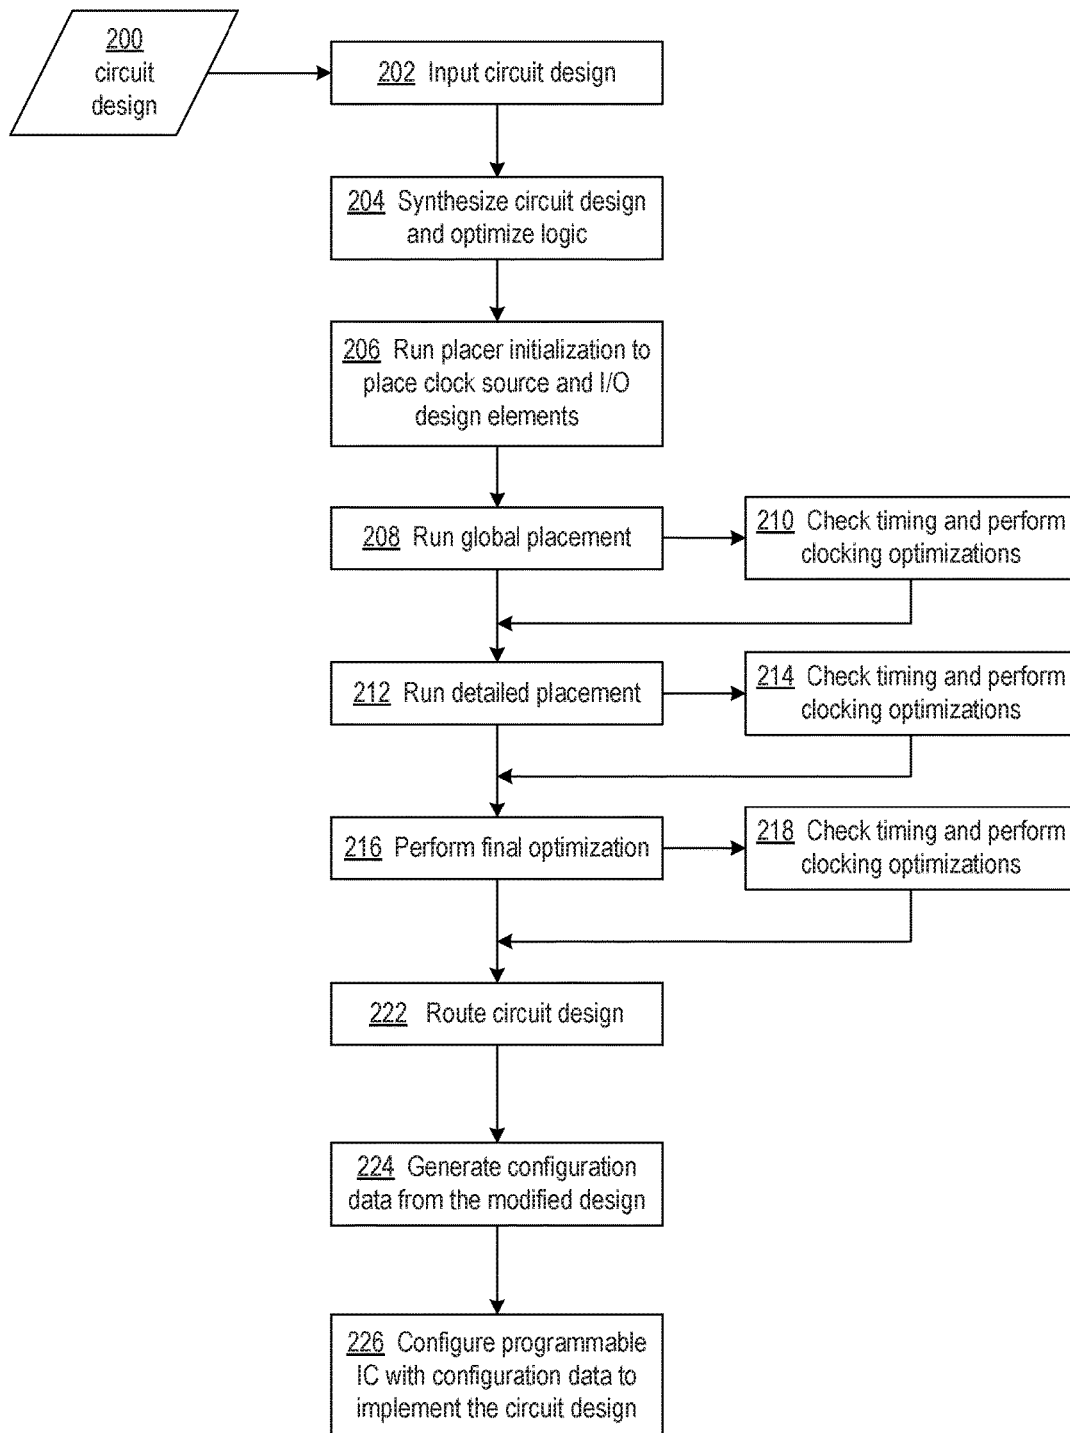 200
circuit
design
202 Input circuit design
204 Synthesize circuit design
and optimize logic
206 Run placer initialization to
place clock source and I/O
design elements
208 Run global placement
210 Check timing and perform
clocking optimizations
212 Run detailed placement
214 Check timing and perform
clocking optimizations
216 Perform final optimization
218 Check timing and perform
clocking optimizations
222 Route circuit design
224 Generate configuration
data from the modified design
226 Configure programmable
IC with configuration data to
implement the circuit design